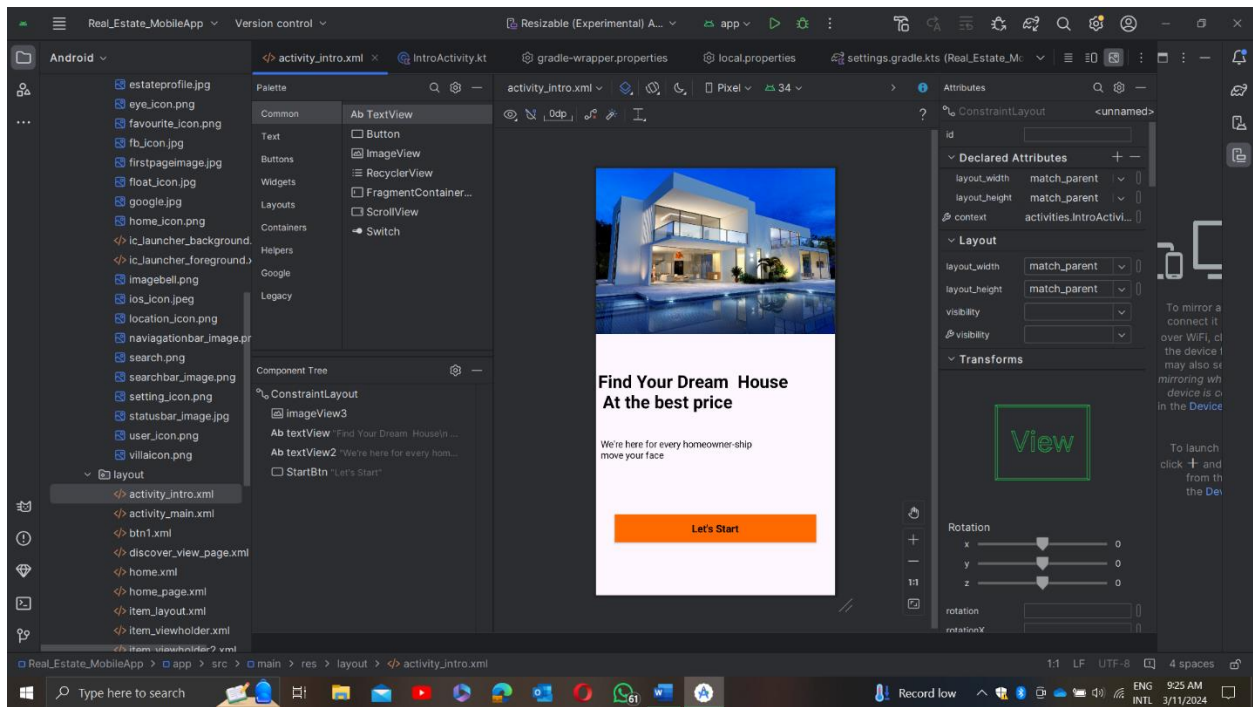 Real_Estate_MobileApp
Version control
Resizable (Experimental) A...
app
Android
activity_intro.xml
IntroActivity.kt
gradle-wrapper.properties
local.properties
settings.gradle.kts (Real_Estate_Mc
estateprofile.jpg
eye_icon.png
favourite_icon.png
fb_icon.jpg
firstpageimage.jpg
float_icon.jpg
google.jpg
home_icon.png
ic_launcher_background.
ic_launcher_foreground.
imagebell.png
ios_icon.jpeg
location_icon.png
naviagationbar_image.pr
search.png
searchbar_image.png
setting_icon.png
statusbar_image.jpg
user_icon.png
villaicon.png
layout
activity_intro.xml
activity_main.xml
btn1.xml
discover_view_page.xml
home.xml
home_page.xml
item_layout.xml
item_viewholder.xml
item_viewholder2.xml
Palette
Common
Text
Buttons
Widgets
Layouts
Containers
Helpers
Google
Legacy
Ab TextView
Button
ImageView
RecyclerView
FragmentContainer...
ScrollView
Switch
Component Tree
ConstraintLayout
imageView3
Ab textView "Find Your Dream House\n ...
Ab textView2 "We're here for every hom...
StartBtn "Let's Start"
activity_intro.xml
Pixel
34
0dp
Find Your Dream House
At the best price
We're here for every homeowner-ship
move your face
Let's Start
1:1
Attributes
ConstraintLayout <unnamed>
id
Declared Attributes
layout_width match_parent
layout_height match_parent
context activities.IntroActivi...
Layout
layout_width match_parent
layout_height match_parent
visibility
visibility
Transforms
View
Rotation
x 0
y 0
z 0
rotation
rotationX
To mirror a
connect it
over WiFi, cl
the device
may also se
mirroring wh
device is c
in the Device
To launch
click + and
from th
the Dev
Real_Estate_MobileApp > app > src > main > res > layout > activity_intro.xml
1:1 LF UTF-8 4 spaces
Type here to search
61
Record low
ENG
INTL
9:25 AM
3/11/2024